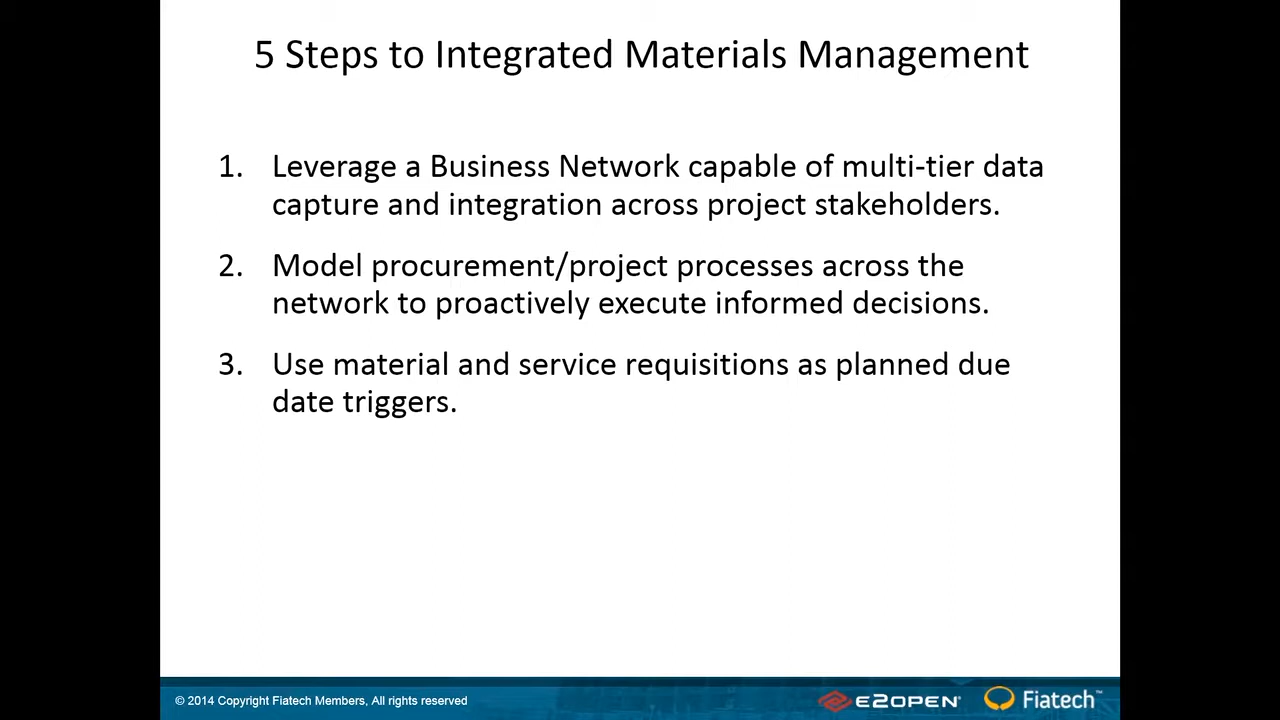 5 Steps to Integrated Materials Management
1. Leverage a Business Network capable of multi-tier data
capture and integration across project stakeholders.
2. Model procurement/project processes across the
network to proactively execute informed decisions.
3. Use material and service requisitions as planned due
date triggers.
© 2014 Copyright Fiatech Members, All rights reserved
E2OPEN®
Fiatech™